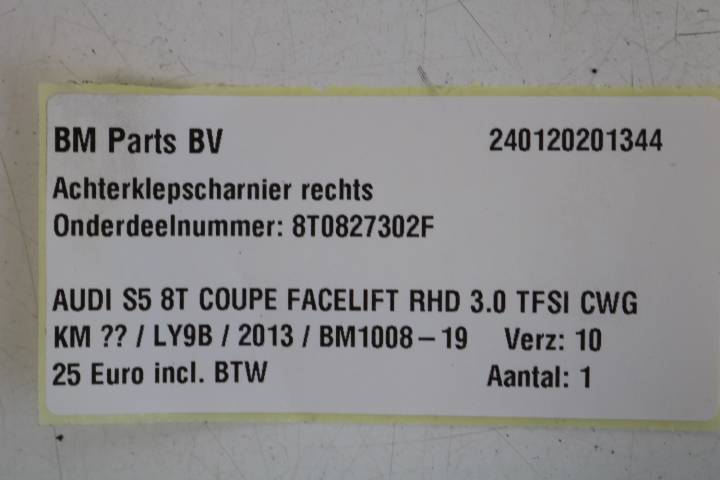 BM Parts BV 240120201344
Achterklepscharnier rechts
Onderdeelnummer: 8T0827302F
AUDI S5 8T COUPE FACELIFT RHD 3.0 TFSI CWG
KM ?? / LY9B / 2013 / BM1008-19 Verz: 10
25 Euro incl. BTW Aantal: 1